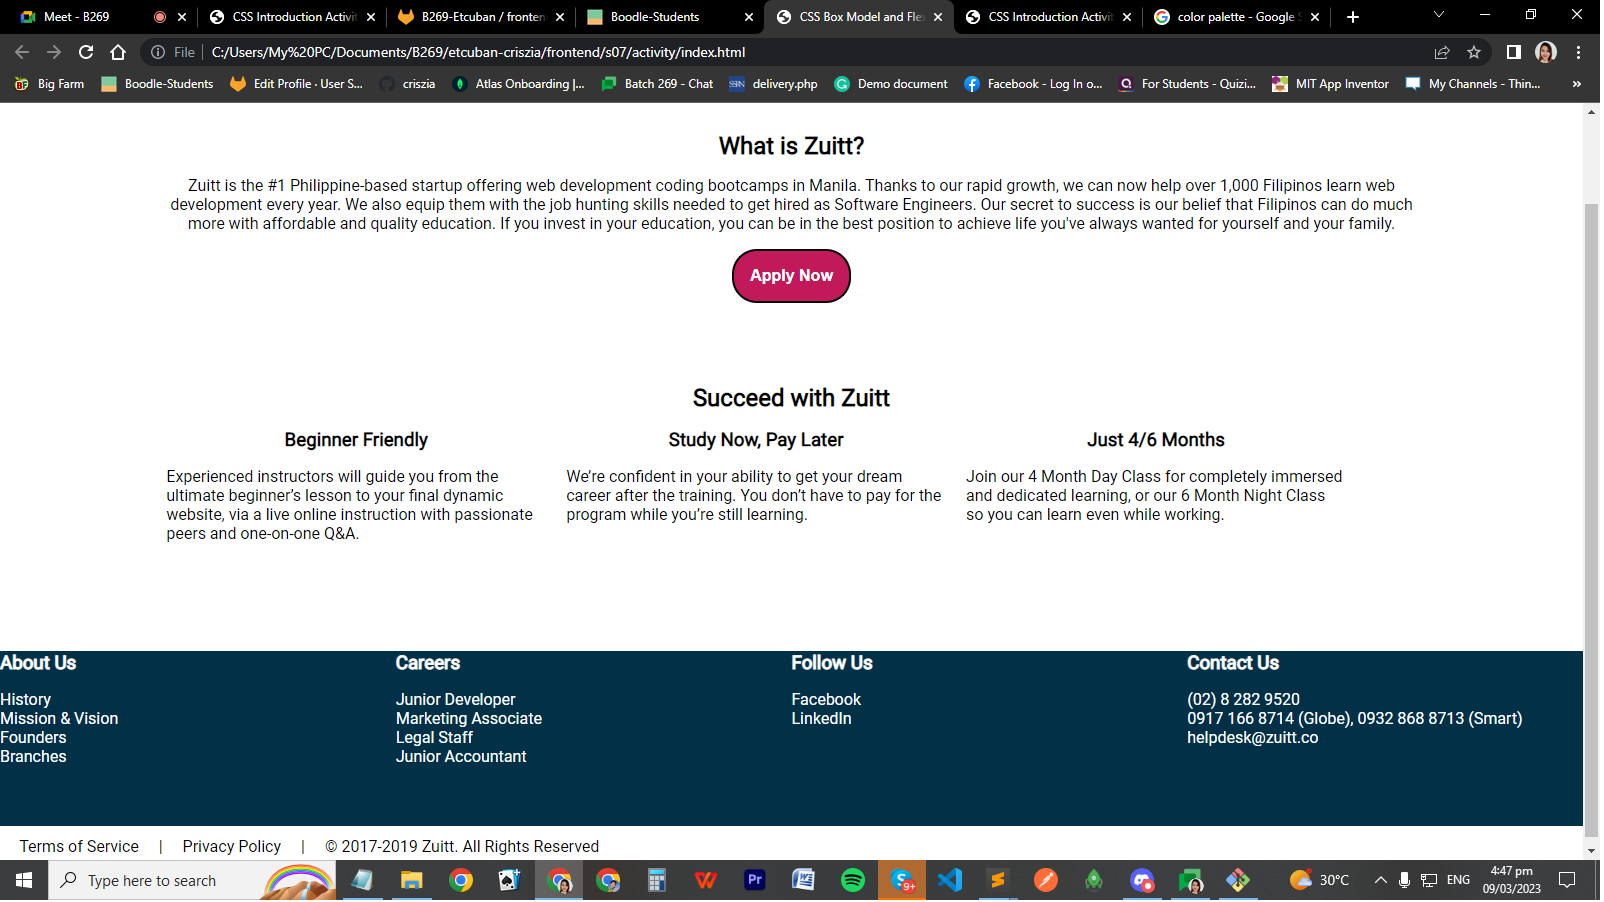 Meet - B269
CSS Introduction Activit
B269-Etcuban / fronten
Boodle-Students
CSS Box Model and Fle
CSS Introduction Activit
color palette - Google S
File
C:/Users/My%20PC/Documents/B269/etcuban-criszia/frontend/s07/activity/index.html
Big Farm
Boodle-Students
Edit Profile · User S...
criszia
Atlas Onboarding |...
Batch 269 - Chat
delivery.php
Demo document
Facebook - Log In o...
For Students - Quizi...
MIT App Inventor
My Channels - Thin...
»
What is Zuitt?
Zuitt is the #1 Philippine-based startup offering web development coding bootcamps in Manila. Thanks to our rapid growth, we can now help over 1,000 Filipinos learn web
development every year. We also equip them with the job hunting skills needed to get hired as Software Engineers. Our secret to success is our belief that Filipinos can do much
more with affordable and quality education. If you invest in your education, you can be in the best position to achieve life you've always wanted for yourself and your family.
Apply Now
Succeed with Zuitt
Beginner Friendly
Experienced instructors will guide you from the
ultimate beginner’s lesson to your final dynamic
website, via a live online instruction with passionate
peers and one-on-one Q&A.
Study Now, Pay Later
We’re confident in your ability to get your dream
career after the training. You don’t have to pay for the
program while you’re still learning.
Just 4/6 Months
Join our 4 Month Day Class for completely immersed
and dedicated learning, or our 6 Month Night Class
so you can learn even while working.
About Us
History
Mission & Vision
Founders
Branches
Careers
Junior Developer
Marketing Associate
Legal Staff
Junior Accountant
Follow Us
Facebook
LinkedIn
Contact Us
(02) 8 282 9520
0917 166 8714 (Globe), 0932 868 8713 (Smart)
helpdesk@zuitt.co
Terms of Service | Privacy Policy | © 2017-2019 Zuitt. All Rights Reserved
Type here to search
Pr
9+
30°C
ENG
4:47 pm
09/03/2023